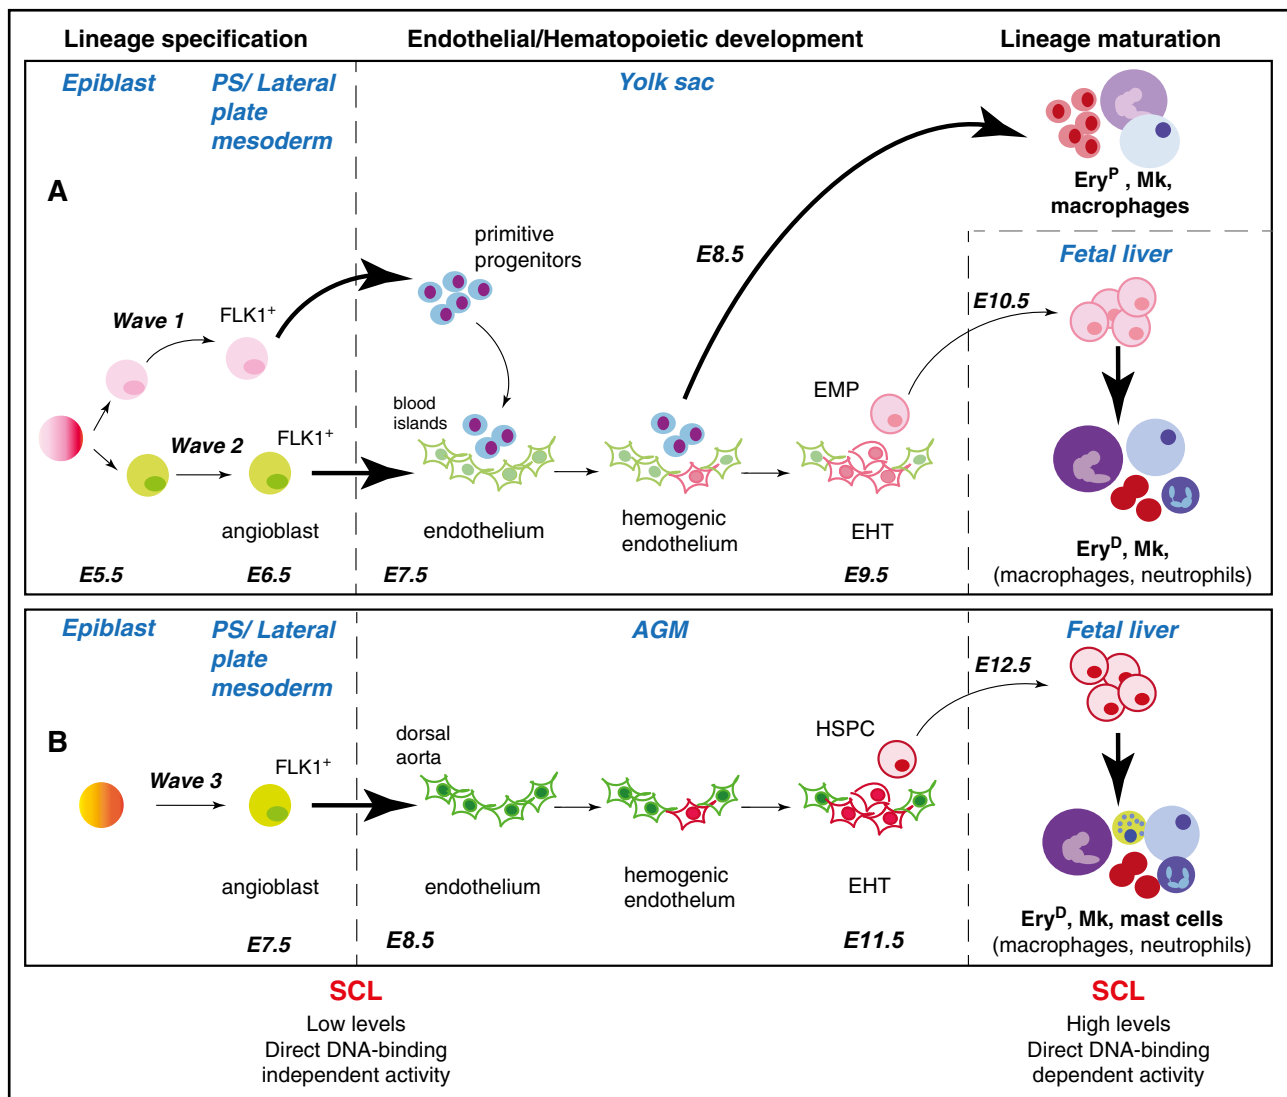 Lineage specification
Endothelial/Hematopoietic development
Lineage maturation
A
Epiblast
PS/ Lateral
plate
mesoderm
Yolk sac
Ery^P , Mk,
macrophages
Fetal liver
primitive
progenitors
E8.5
E10.5
Wave 1
FLK1+
blood
islands
EMP
Wave 2
FLK1+
angioblast
endothelium
hemogenic
endothelium
EHT
Ery^D, Mk,
(macrophages, neutrophils)
E5.5
E6.5
E7.5
E9.5
B
Epiblast
PS/ Lateral
plate
mesoderm
AGM
Fetal liver
E12.5
dorsal
aorta
HSPC
Wave 3
FLK1+
angioblast
endothelium
hemogenic
endothelum
EHT
Ery^D, Mk, mast cells
(macrophages, neutrophils)
E7.5
E8.5
E11.5
SCL
Low levels
Direct DNA-binding
independent activity
SCL
High levels
Direct DNA-binding
dependent activity